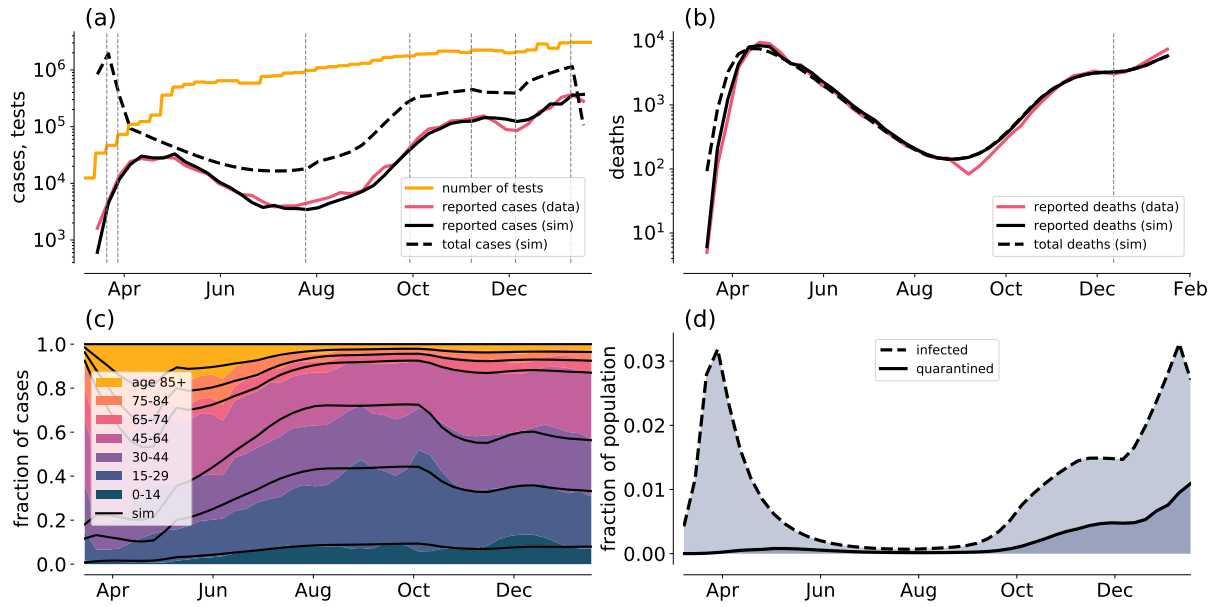 (a)
cases, tests
10^6
10^5
10^4
10^3
number of tests
reported cases (data)
reported cases (sim)
total cases (sim)
Apr Jun Aug Oct Dec
(b)
deaths
10^4
10^3
10^2
10^1
reported deaths (data)
reported deaths (sim)
total deaths (sim)
Apr Jun Aug Oct Dec Feb
(c)
fraction of cases
1.0
0.8
0.6
0.4
0.2
0.0
age 85+
75-84
65-74
45-64
30-44
15-29
0-14
sim
Apr Jun Aug Oct Dec
(d)
fraction of population
0.03
0.02
0.01
0.00
infected
quarantined
Apr Jun Aug Oct Dec